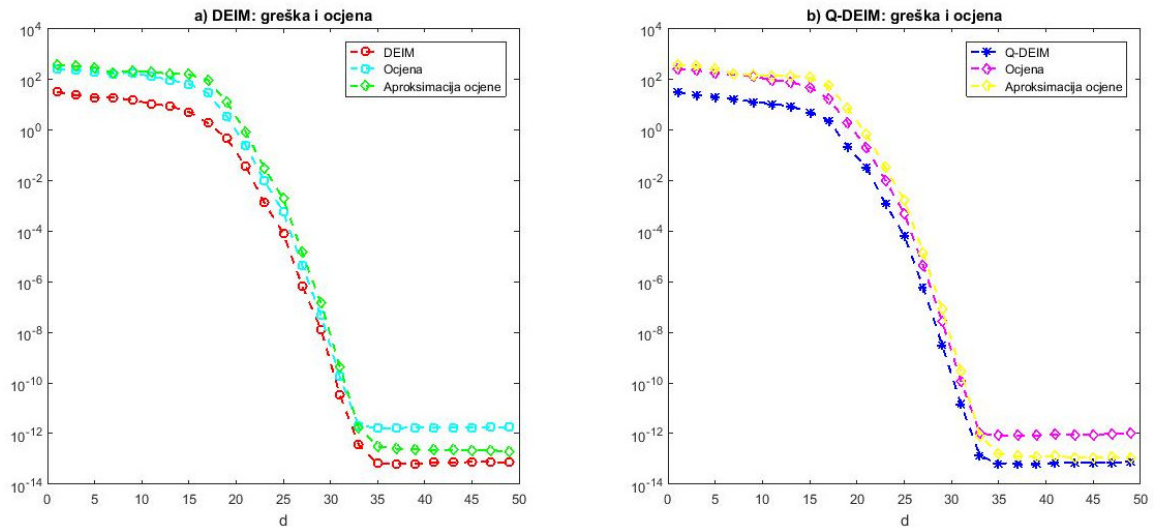 a) DEIM: greška i ocjena
10^4
10^2
10^0
10^-2
10^-4
10^-6
10^-8
10^-10
10^-12
10^-14
0 5 10 15 20 25 30 35 40 45 50
d
DEIM
Ocjena
Aproksimacija ocjene
b) Q-DEIM: greška i ocjena
10^4
10^2
10^0
10^-2
10^-4
10^-6
10^-8
10^-10
10^-12
10^-14
0 5 10 15 20 25 30 35 40 45 50
d
Q-DEIM
Ocjena
Aproksimacija ocjene